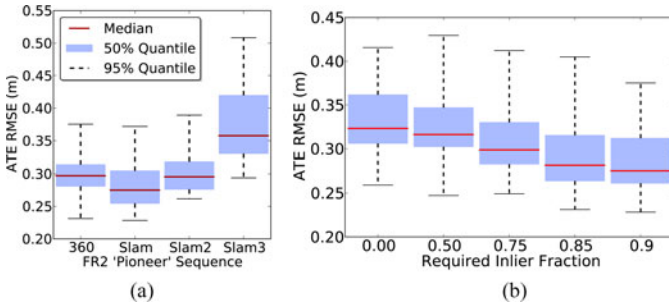 (a)
ATE RMSE (m)
0.55
0.50
0.45
0.40
0.35
0.30
0.25
0.20
Median
50% Quantile
95% Quantile
360 Slam Slam2 Slam3
FR2 'Pioneer' Sequence
(a)
(b)
ATE RMSE (m)
0.45
0.40
0.35
0.30
0.25
0.20
0.00 0.50 0.75 0.85 0.9
Required Inlier Fraction
(b)